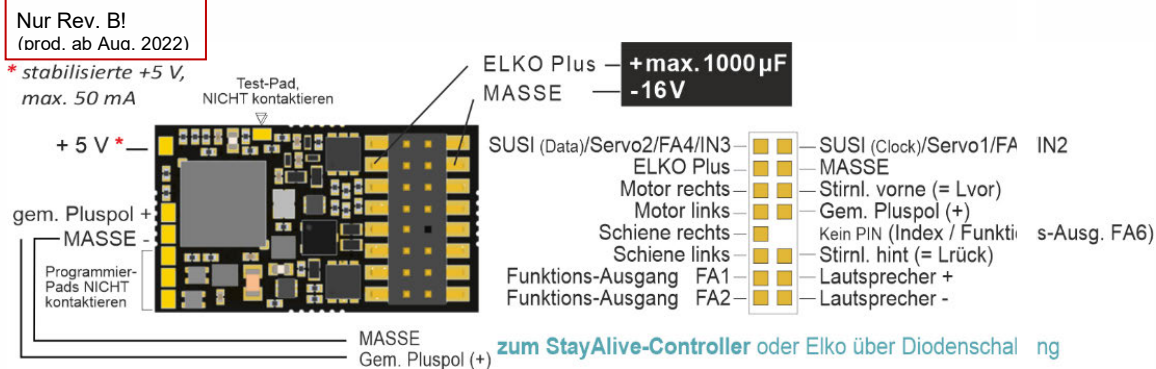 Nur Rev. B!
(prod. ab Aug. 2022)
* stabilisierte +5 V,
max. 50 mA
Test-Pad,
NICHT kontaktieren
+ 5 V *
gem. Pluspol +
MASSE -
Programmier-
Pads NICHT
kontaktieren
ELKO Plus
MASSE
+max. 1000 µF
-16V
SUSI (Data)/Servo2/FA4/IN3
SUSI (Clock)/Servo1/FA IN2
ELKO Plus
MASSE
Motor rechts
Stirnl. vorne (= Lvor)
Motor links
Gem. Pluspol (+)
Schiene rechts
Kein PIN (Index / Funkti s-Ausg. FA6)
Schiene links
Stirnl. hint (= Lrück)
Funktions-Ausgang FA1
Lautsprecher +
Funktions-Ausgang FA2
Lautsprecher -
MASSE
Gem. Pluspol (+)
zum StayAlive-Controller oder Elko über Diodenschal ng